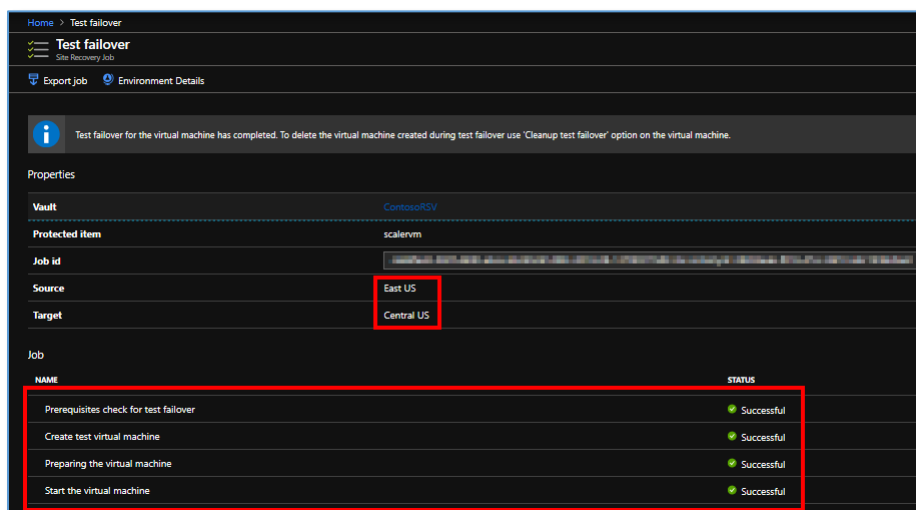 Home > Test failover
Test failover
Site Recovery Job
Export job Environment Details
Test failover for the virtual machine has completed. To delete the virtual machine created during test failover use 'Cleanup test failover' option on the virtual machine.
Properties
Vault ContosoRSV
Protected item scalervm
Job id
Source East US
Target Central US
Job
NAME STATUS
Prerequisites check for test failover Successful
Create test virtual machine Successful
Preparing the virtual machine Successful
Start the virtual machine Successful